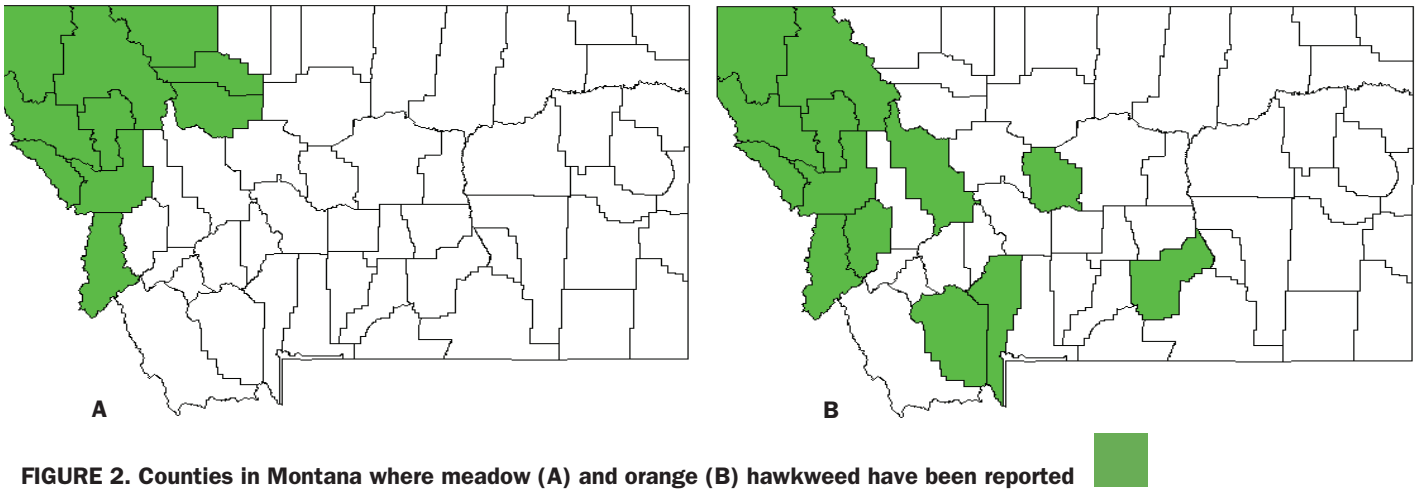 A
B
FIGURE 2. Counties in Montana where meadow (A) and orange (B) hawkweed have been reported